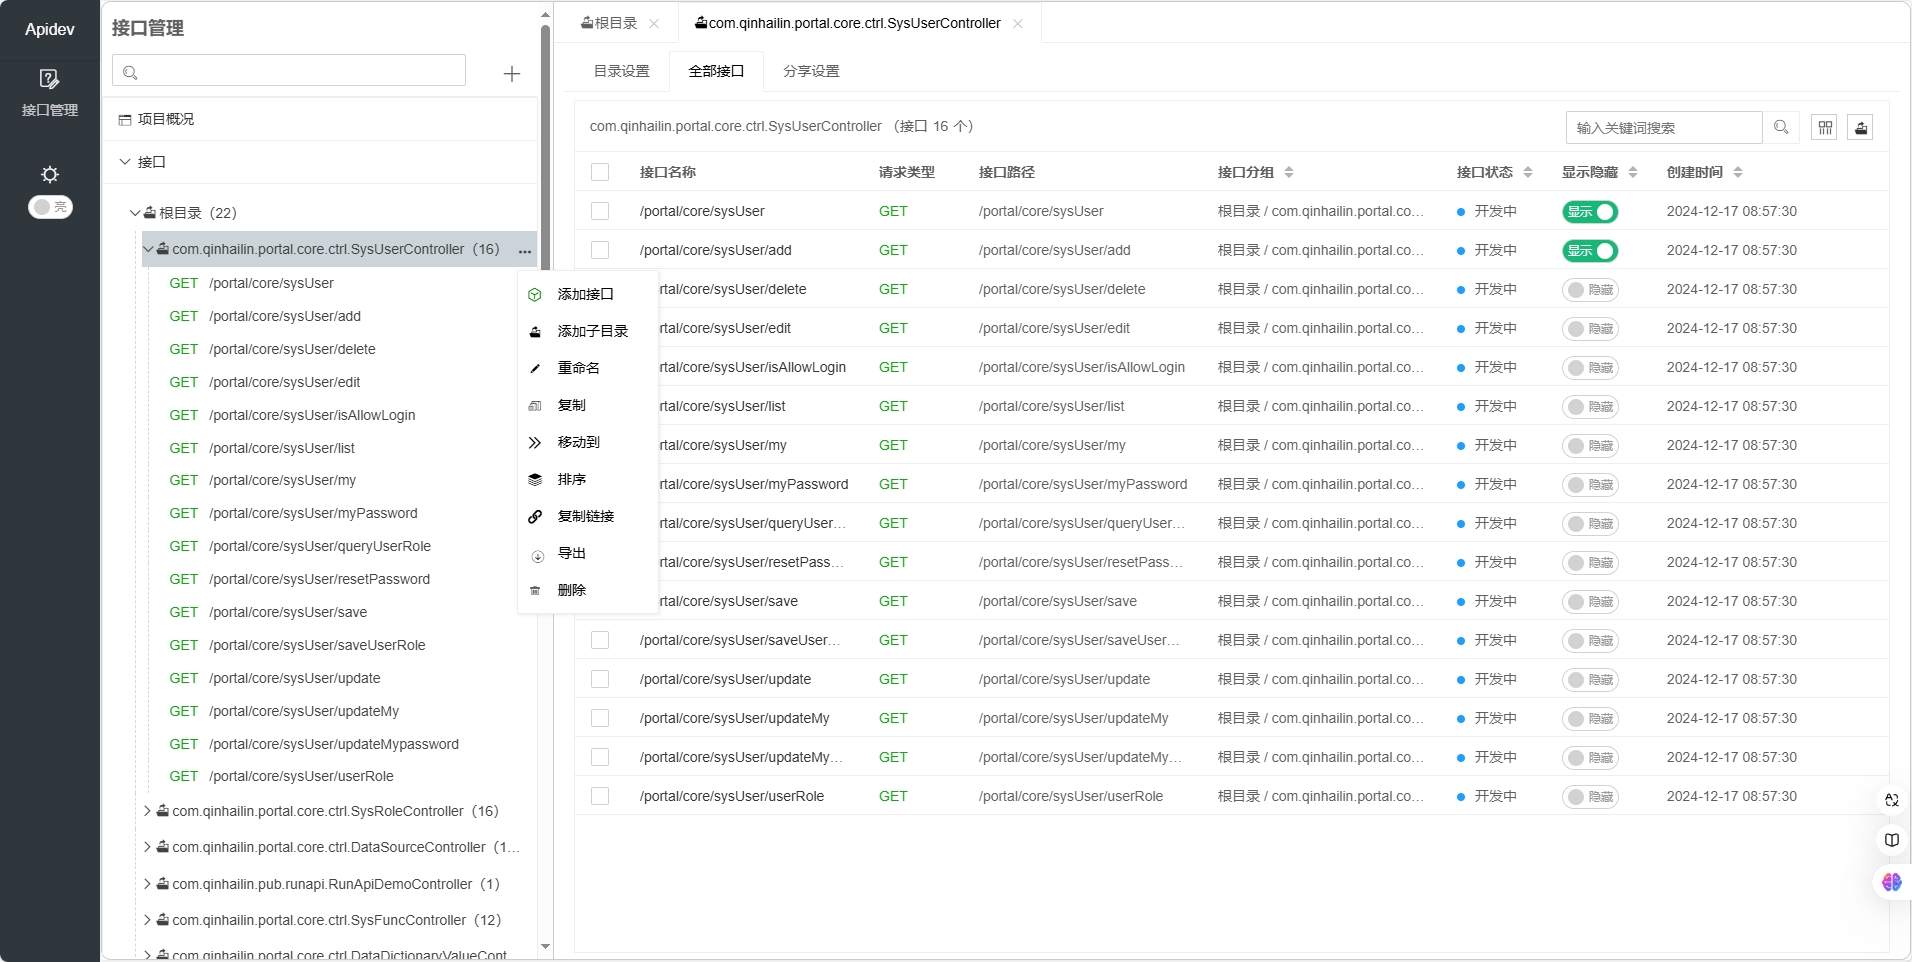 Apidev
接口管理
亮
接口管理
项目概况
接口
根目录（22）
com.qinhailin.portal.core.ctrl.SysUserController（16） ...
GET /portal/core/sysUser
GET /portal/core/sysUser/add
GET /portal/core/sysUser/delete
GET /portal/core/sysUser/edit
GET /portal/core/sysUser/isAllowLogin
GET /portal/core/sysUser/list
GET /portal/core/sysUser/my
GET /portal/core/sysUser/myPassword
GET /portal/core/sysUser/queryUserRole
GET /portal/core/sysUser/resetPassword
GET /portal/core/sysUser/save
GET /portal/core/sysUser/saveUserRole
GET /portal/core/sysUser/update
GET /portal/core/sysUser/updateMy
GET /portal/core/sysUser/updateMypassword
GET /portal/core/sysUser/userRole
com.qinhailin.portal.core.ctrl.SysRoleController（16）
com.qinhailin.portal.core.ctrl.DataSourceController（1...
com.qinhailin.pub.runapi.RunApiDemoController（1）
com.qinhailin.portal.core.ctrl.SysFuncController（12）
com.qinhailin.portal.core.ctrl.DataDictionaryValueCont
添加接口
添加子目录
重命名
复制
移动到
排序
复制链接
导出
删除
根目录 com.qinhailin.portal.core.ctrl.SysUserController
目录设置 全部接口 分享设置
com.qinhailin.portal.core.ctrl.SysUserController （接口 16 个） 输入关键词搜索
接口名称 请求类型 接口路径 接口分组 接口状态 显示隐藏 创建时间
/portal/core/sysUser GET /portal/core/sysUser 根目录 / com.qinhailin.portal.co... 开发中 显示 2024-12-17 08:57:30
/portal/core/sysUser/add GET /portal/core/sysUser/add 根目录 / com.qinhailin.portal.co... 开发中 显示 2024-12-17 08:57:30
rtal/core/sysUser/delete GET /portal/core/sysUser/delete 根目录 / com.qinhailin.portal.co... 开发中 隐藏 2024-12-17 08:57:30
rtal/core/sysUser/edit GET /portal/core/sysUser/edit 根目录 / com.qinhailin.portal.co... 开发中 隐藏 2024-12-17 08:57:30
rtal/core/sysUser/isAllowLogin GET /portal/core/sysUser/isAllowLogin 根目录 / com.qinhailin.portal.co... 开发中 隐藏 2024-12-17 08:57:30
rtal/core/sysUser/list GET /portal/core/sysUser/list 根目录 / com.qinhailin.portal.co... 开发中 隐藏 2024-12-17 08:57:30
rtal/core/sysUser/my GET /portal/core/sysUser/my 根目录 / com.qinhailin.portal.co... 开发中 隐藏 2024-12-17 08:57:30
rtal/core/sysUser/myPassword GET /portal/core/sysUser/myPassword 根目录 / com.qinhailin.portal.co... 开发中 隐藏 2024-12-17 08:57:30
rtal/core/sysUser/queryUser... GET /portal/core/sysUser/queryUser... 根目录 / com.qinhailin.portal.co... 开发中 隐藏 2024-12-17 08:57:30
rtal/core/sysUser/resetPass... GET /portal/core/sysUser/resetPass... 根目录 / com.qinhailin.portal.co... 开发中 隐藏 2024-12-17 08:57:30
rtal/core/sysUser/save GET /portal/core/sysUser/save 根目录 / com.qinhailin.portal.co... 开发中 隐藏 2024-12-17 08:57:30
/portal/core/sysUser/saveUser... GET /portal/core/sysUser/saveUser... 根目录 / com.qinhailin.portal.co... 开发中 隐藏 2024-12-17 08:57:30
/portal/core/sysUser/update GET /portal/core/sysUser/update 根目录 / com.qinhailin.portal.co... 开发中 隐藏 2024-12-17 08:57:30
/portal/core/sysUser/updateMy GET /portal/core/sysUser/updateMy 根目录 / com.qinhailin.portal.co... 开发中 隐藏 2024-12-17 08:57:30
/portal/core/sysUser/updateMy... GET /portal/core/sysUser/updateMy... 根目录 / com.qinhailin.portal.co... 开发中 隐藏 2024-12-17 08:57:30
/portal/core/sysUser/userRole GET /portal/core/sysUser/userRole 根目录 / com.qinhailin.portal.co... 开发中 隐藏 2024-12-17 08:57:30